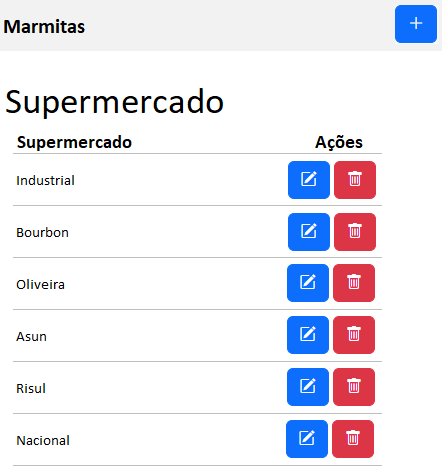 Marmitas
Supermercado
Supermercado Ações
Industrial
Bourbon
Oliveira
Asun
Risul
Nacional